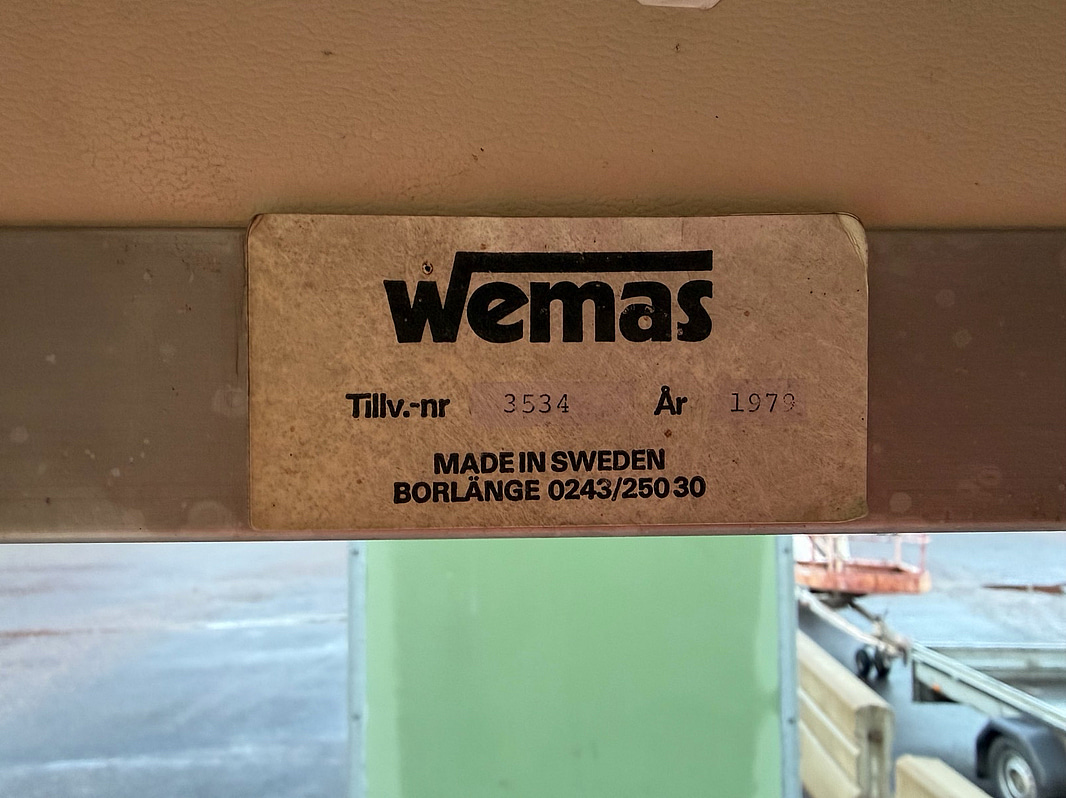 Wemas
Tillv.-nr 3534 År 1979
MADE IN SWEDEN
BORLÄNGE 0243/250 30